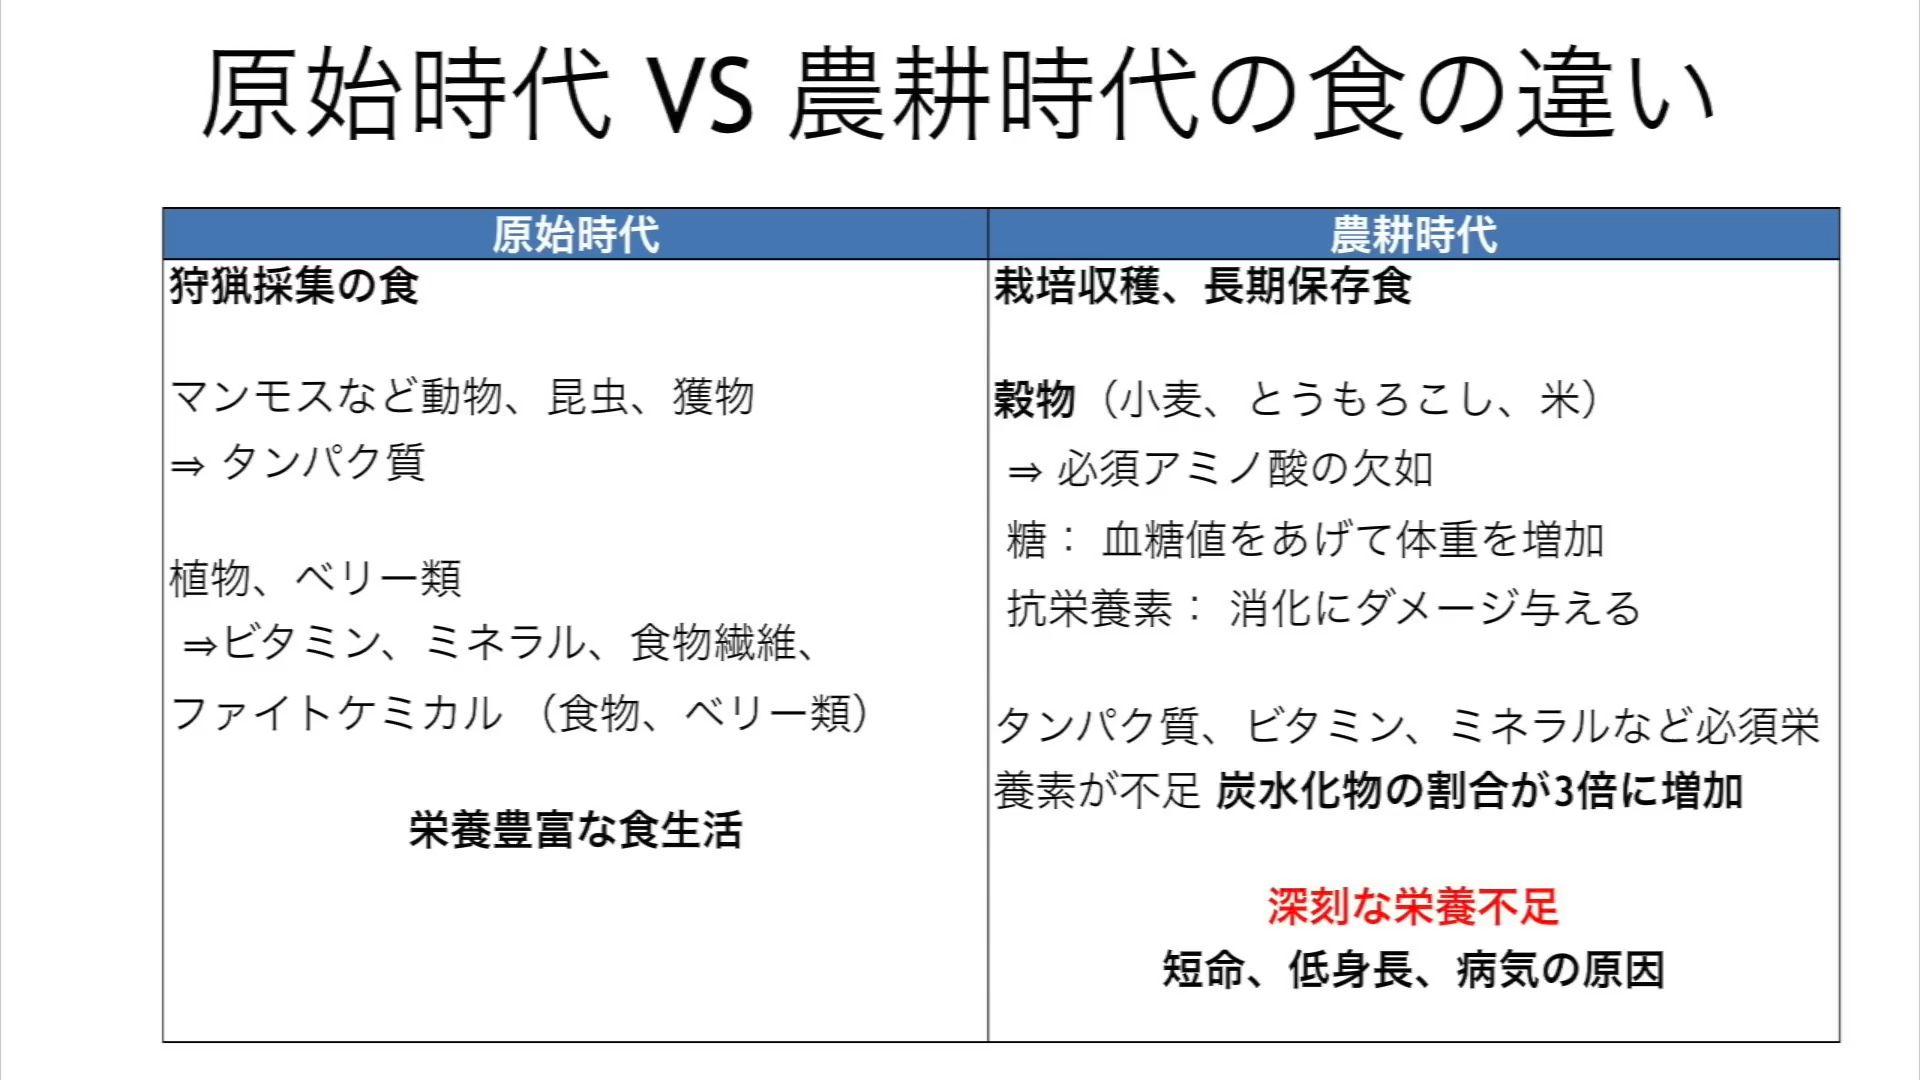 原始時代 VS 農耕時代の食の違い
原始時代
狩猟採集の食
マンモスなど動物、昆虫、獲物
⇒ タンパク質
植物、ベリー類
⇒ビタミン、ミネラル、食物繊維、
ファイトケミカル （食物、ベリー類）
栄養豊富な食生活
農耕時代
栽培収穫、長期保存食
穀物（小麦、とうもろこし、米）
⇒ 必須アミノ酸の欠如
糖： 血糖値をあげて体重を増加
抗栄養素： 消化にダメージ与える
タンパク質、ビタミン、ミネラルなど必須栄
養素が不足 炭水化物の割合が3倍に増加
深刻な栄養不足
短命、低身長、病気の原因